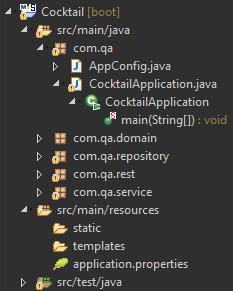 Cocktail [boot]
src/main/java
com.qa
AppConfig.java
CocktailApplication.java
CocktailApplication
main(String[]) : void
com.qa.domain
com.qa.repository
com.qa.rest
com.qa.service
src/main/resources
static
templates
application.properties
src/test/java